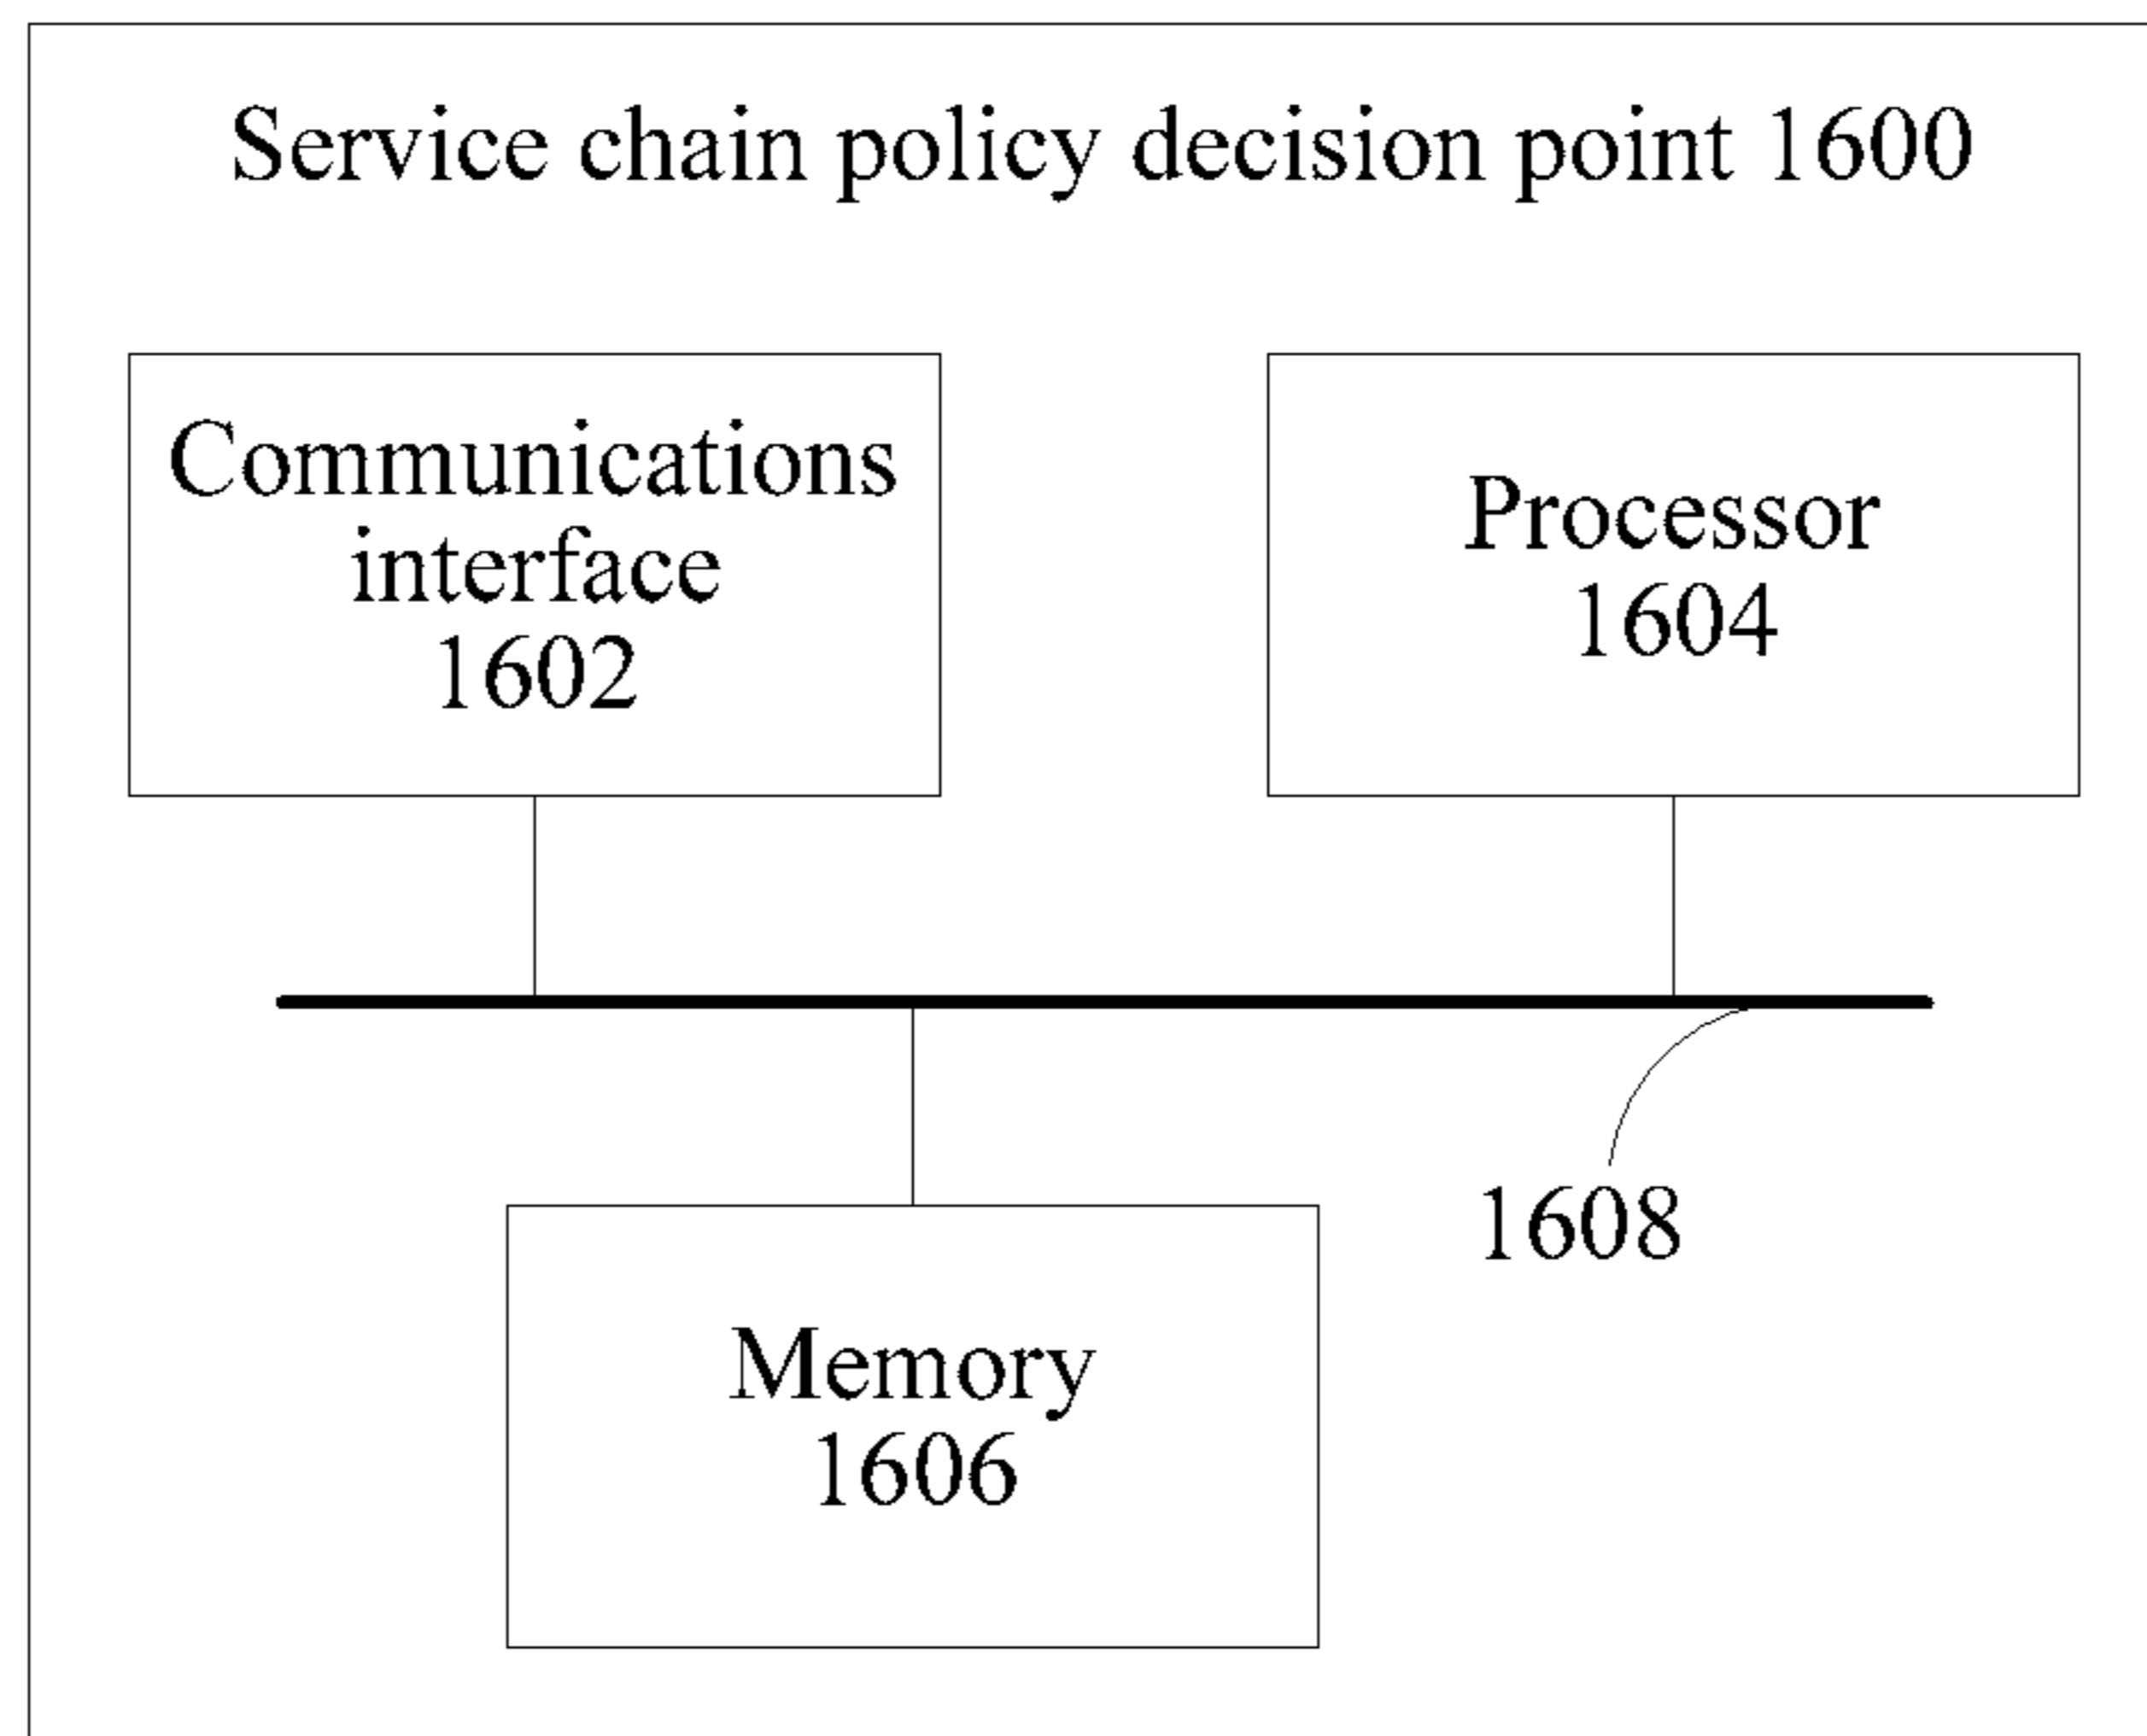 Service chain policy decision point 1600
Communications
interface
1602
Processor
1604
1608
Memory
1606